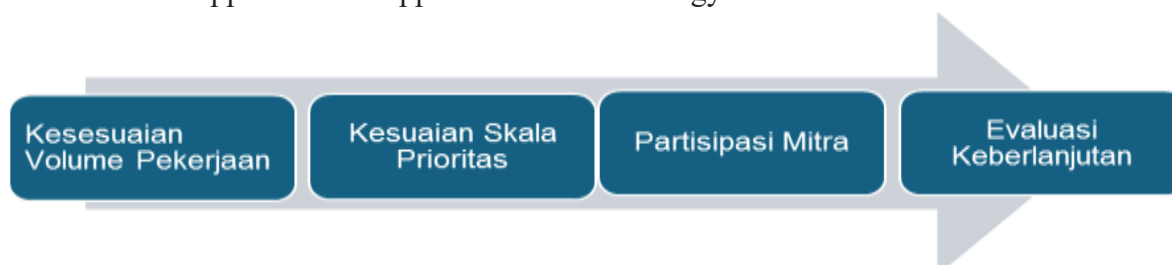 Kesesuaian
Volume Pekerjaan
Kesuaian Skala
Prioritas
Partisipasi Mitra
Evaluasi
Keberlanjutan